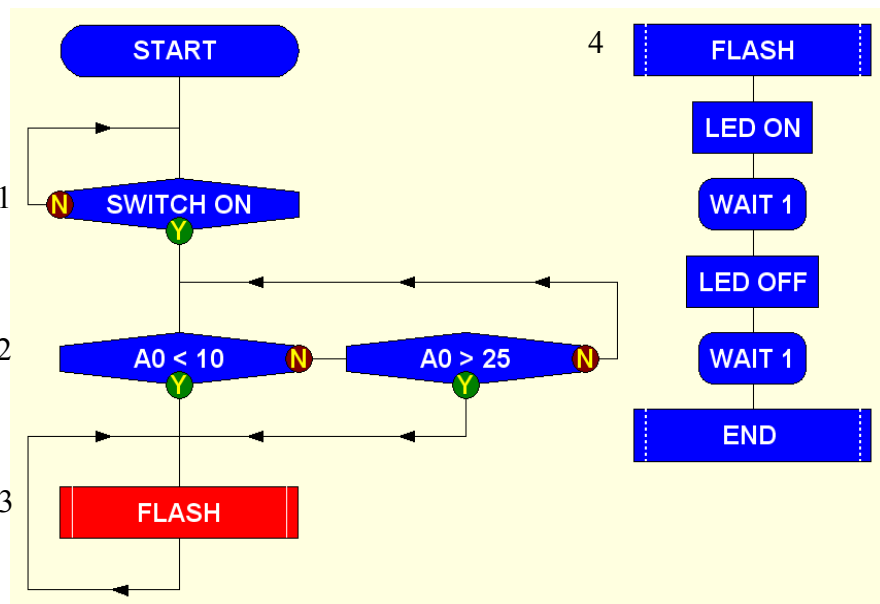 START
1
N SWITCH ON
Y
2
A0 < 10 N A0 > 25 N
Y Y
3
FLASH
4
FLASH
LED ON
WAIT 1
LED OFF
WAIT 1
END